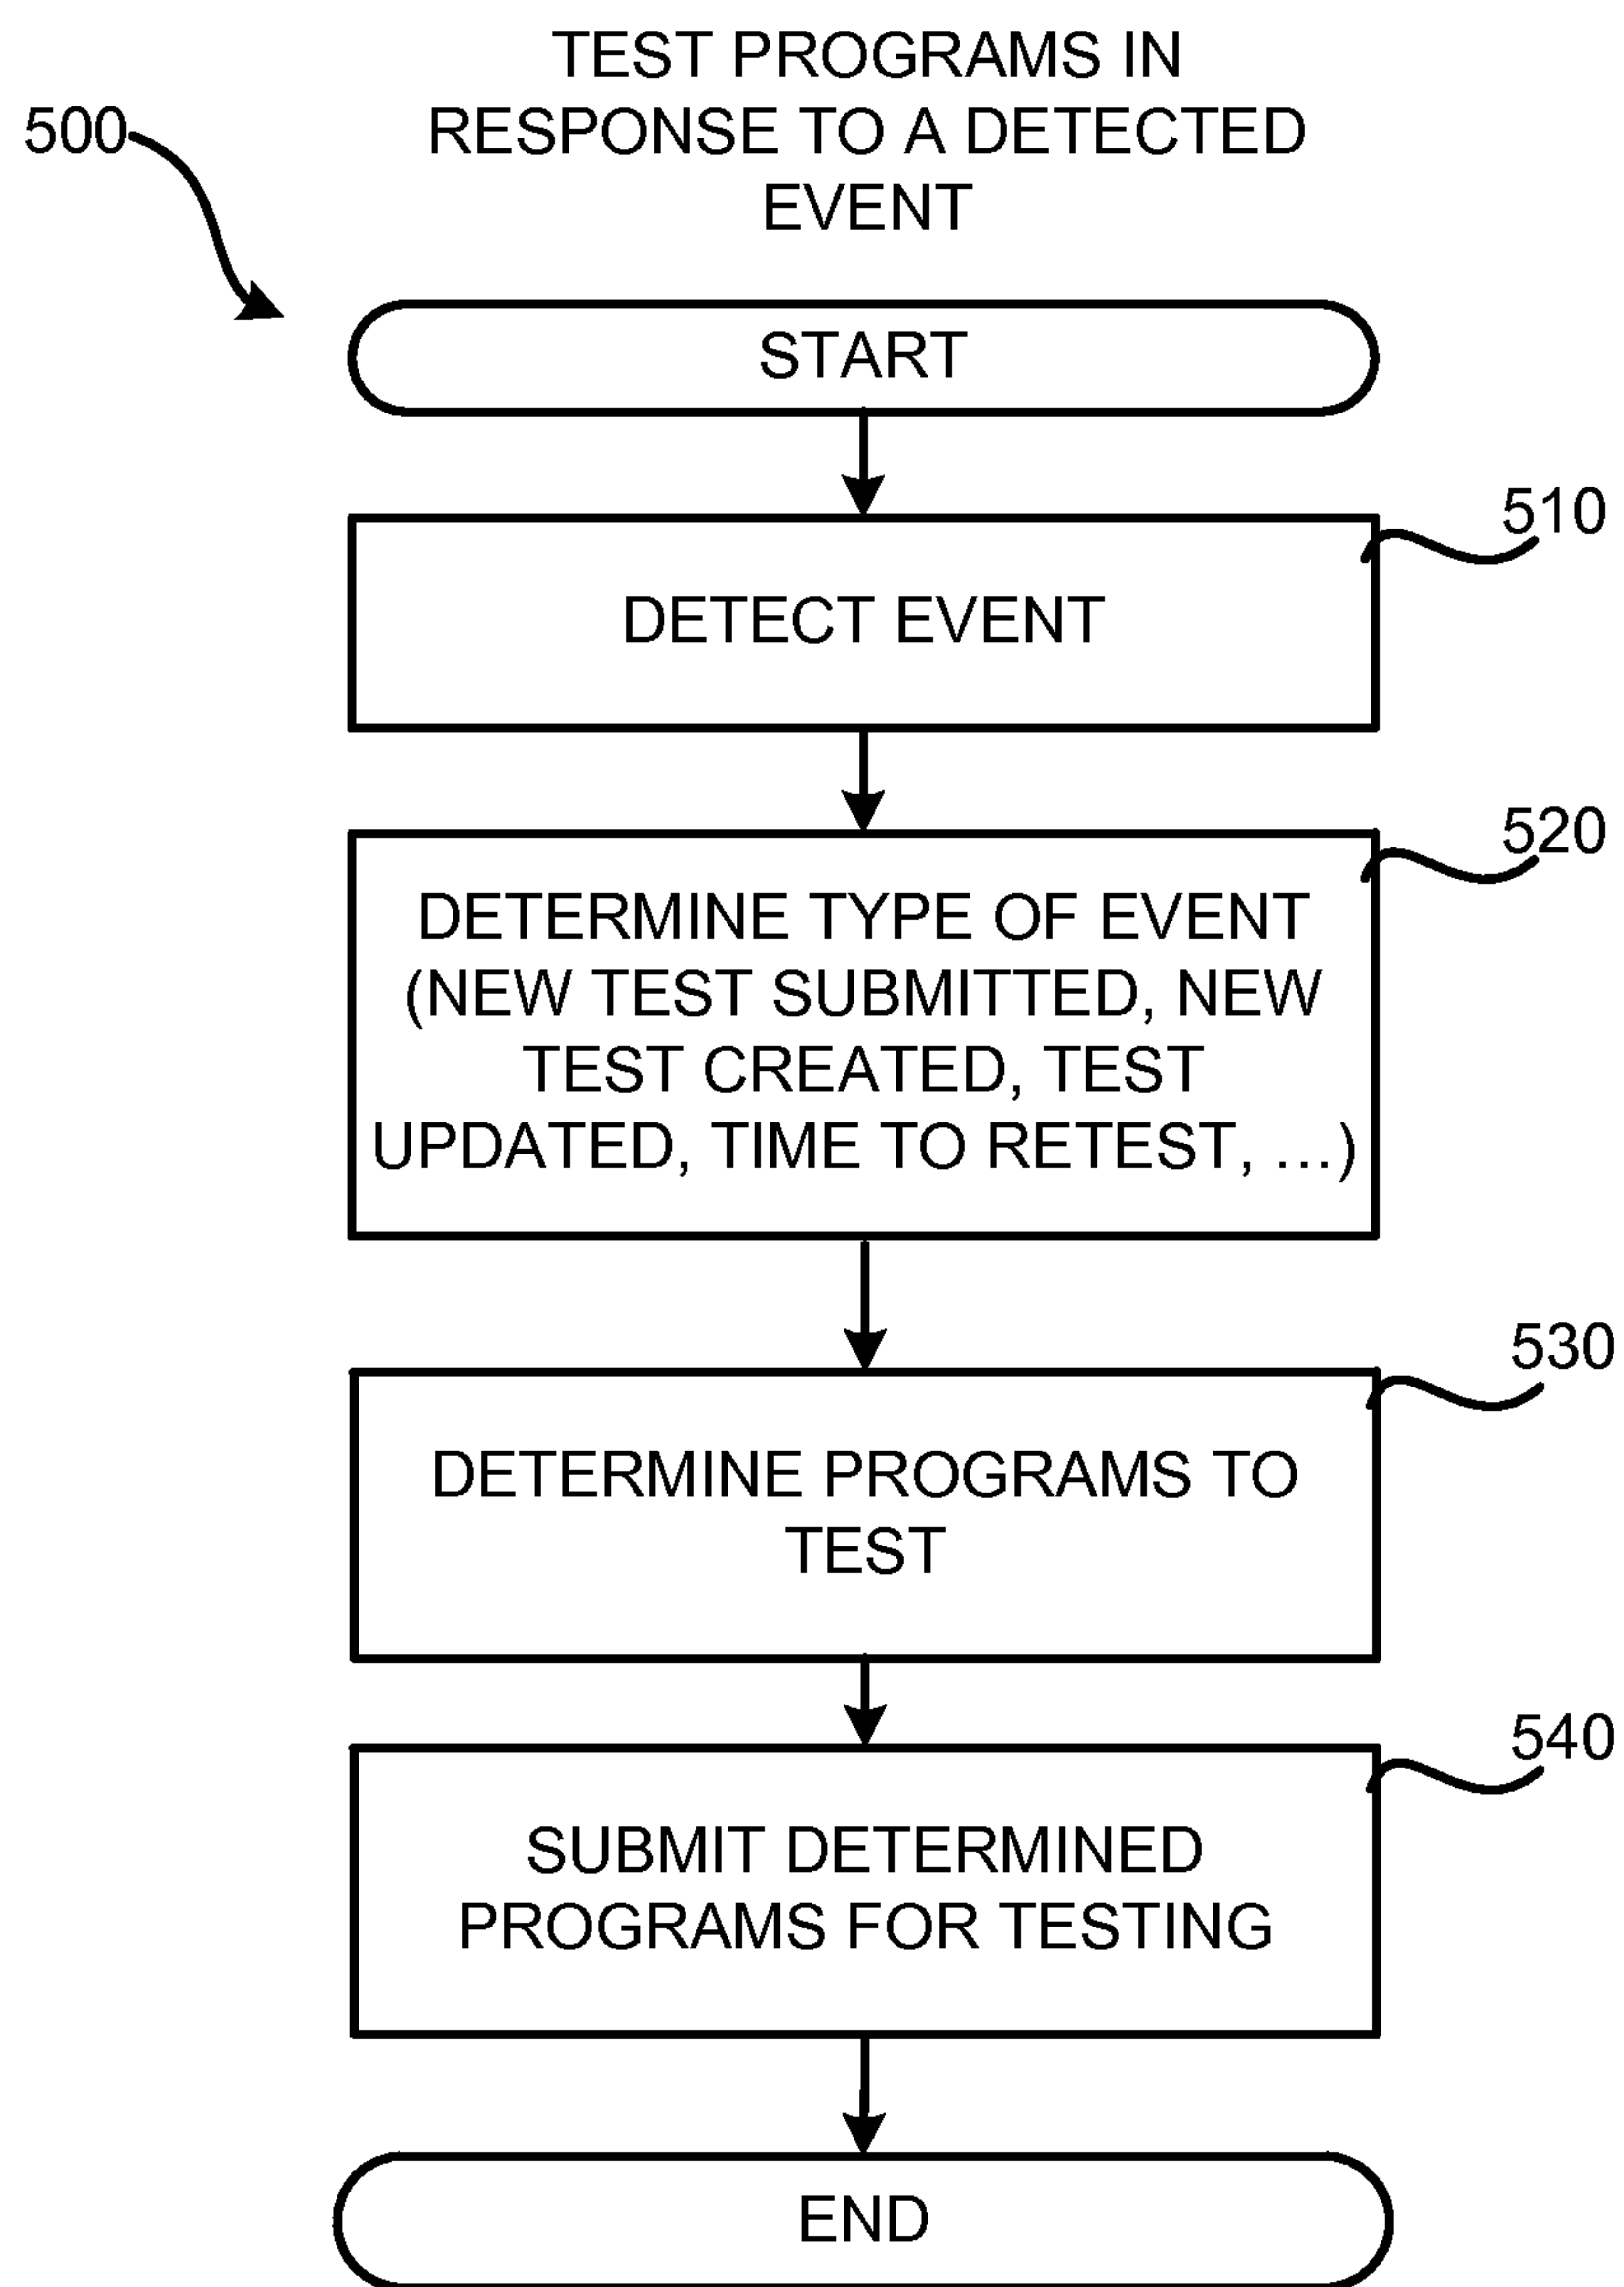 TEST PROGRAMS IN
RESPONSE TO A DETECTED
EVENT
500
START
510
DETECT EVENT
520
DETERMINE TYPE OF EVENT
(NEW TEST SUBMITTED, NEW
TEST CREATED, TEST
UPDATED, TIME TO RETEST, …)
530
DETERMINE PROGRAMS TO
TEST
540
SUBMIT DETERMINED
PROGRAMS FOR TESTING
END